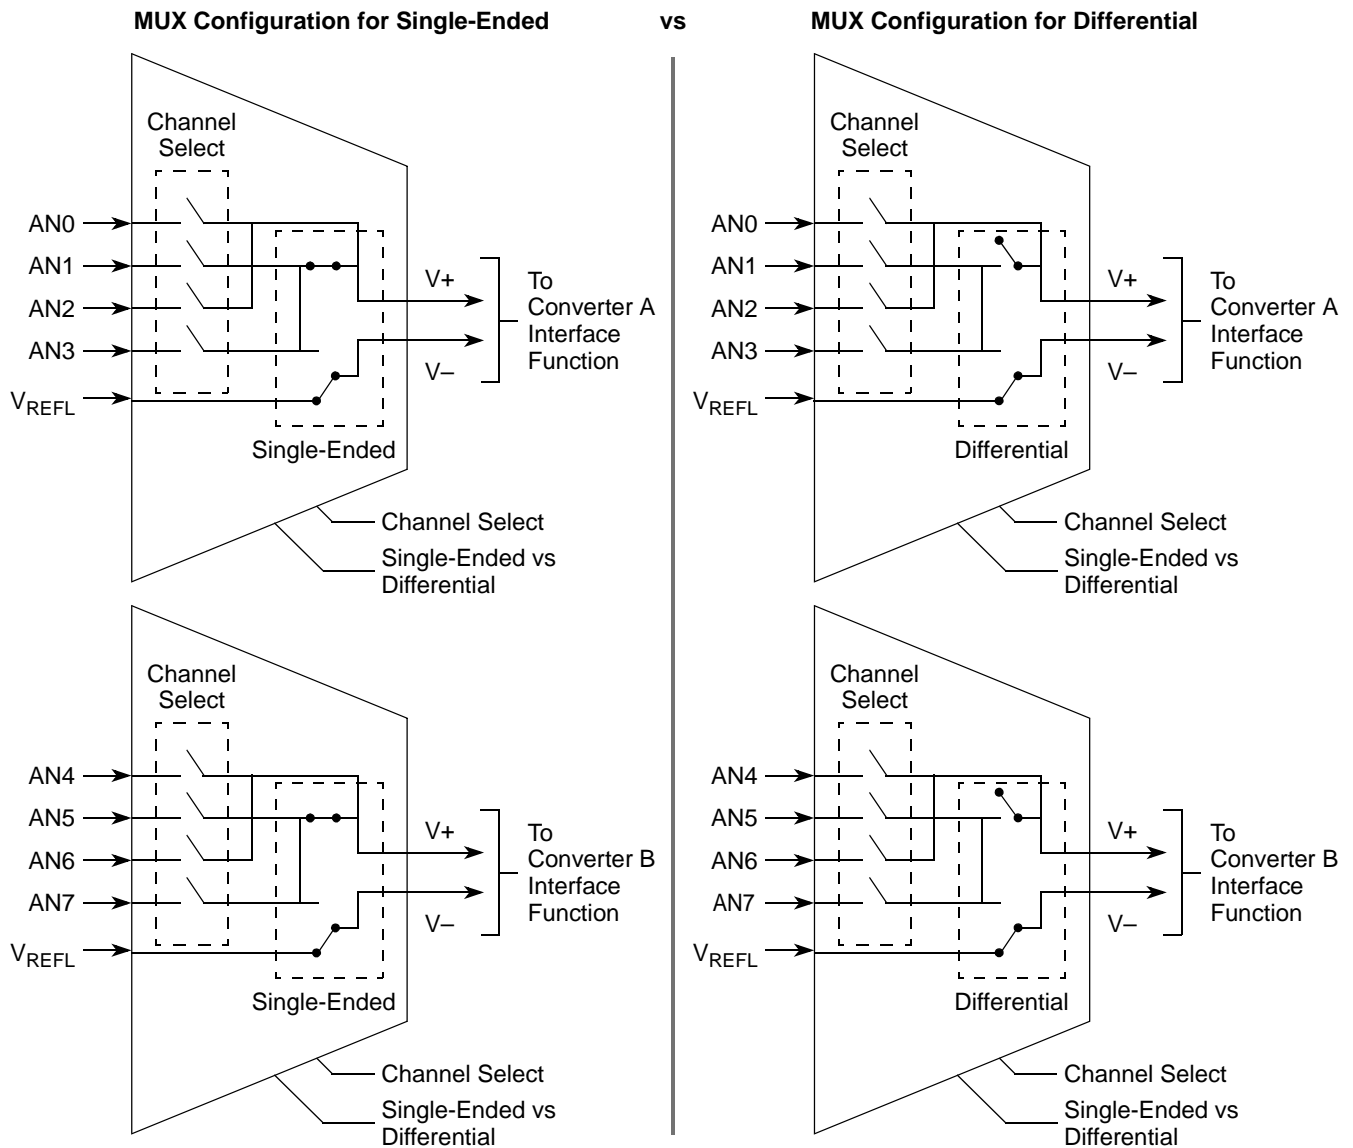 MUX Configuration for Single-Ended
vs
MUX Configuration for Differential
Channel
Select
AN0
AN1
AN2
AN3
VREFL
V+
V–
To
Converter A
Interface
Function
Single-Ended
Channel Select
Single-Ended vs
Differential
Channel
Select
AN0
AN1
AN2
AN3
VREFL
V+
V–
To
Converter A
Interface
Function
Differential
Channel Select
Single-Ended vs
Differential
Channel
Select
AN4
AN5
AN6
AN7
VREFL
V+
V–
To
Converter B
Interface
Function
Single-Ended
Channel Select
Single-Ended vs
Differential
Channel
Select
AN4
AN5
AN6
AN7
VREFL
V+
V–
To
Converter B
Interface
Function
Differential
Channel Select
Single-Ended vs
Differential